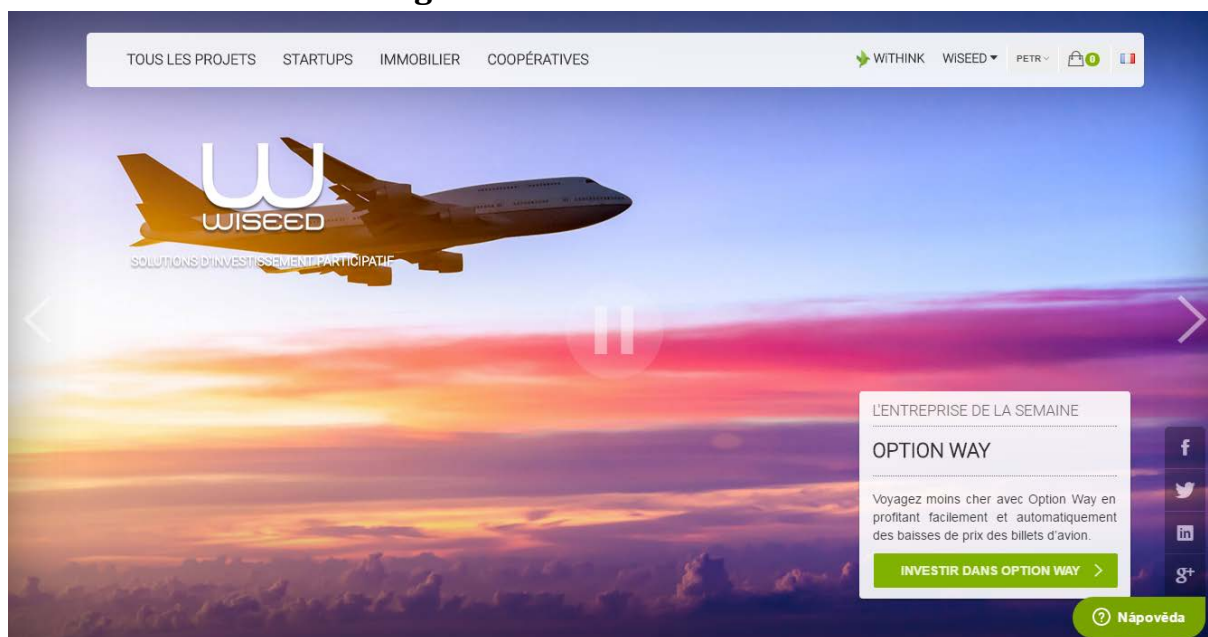 g
TOUS LES PROJETS STARTUPS IMMOBILIER COOPÉRATIVES WiTHINK WiSEED PETR 0
W
WISEED
SOLUTIONS D'INVESTISSEMENT PARTICIPATIF
L'ENTREPRISE DE LA SEMAINE
OPTION WAY
Voyagez moins cher avec Option Way en
profitant facilement et automatiquement
des baisses de prix des billets d'avion.
INVESTIR DANS OPTION WAY
f
in
g+
? Nápověda